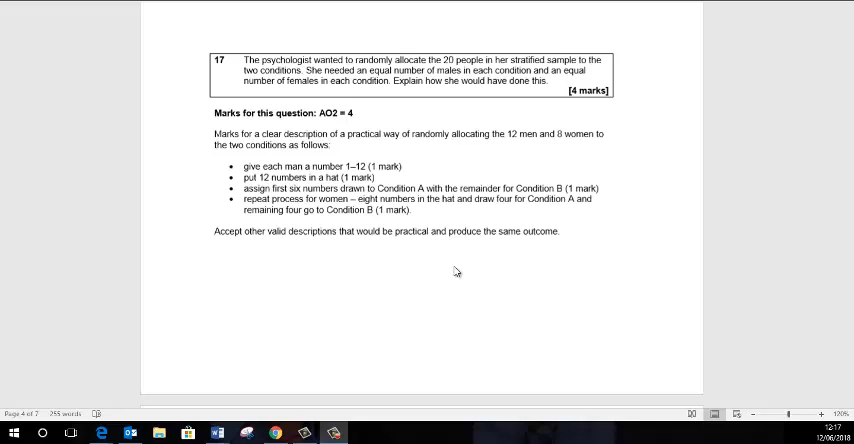 17 The psychologist wanted to randomly allocate the 20 people in her stratified sample to the
two conditions. She needed an equal number of males in each condition and an equal
number of females in each condition. Explain how she would have done this.
[4 marks]
Marks for this question: AO2 = 4
Marks for a clear description of a practical way of randomly allocating the 12 men and 8 women to
the two conditions as follows:
• give each man a number 1–12 (1 mark)
• put 12 numbers in a hat (1 mark)
• assign first six numbers drawn to Condition A with the remainder for Condition B (1 mark)
• repeat process for women – eight numbers in the hat and draw four for Condition A and
remaining four go to Condition B (1 mark).
Accept other valid descriptions that would be practical and produce the same outcome.
Page 4 of 7 255 words 120%
12:17
12/06/2018